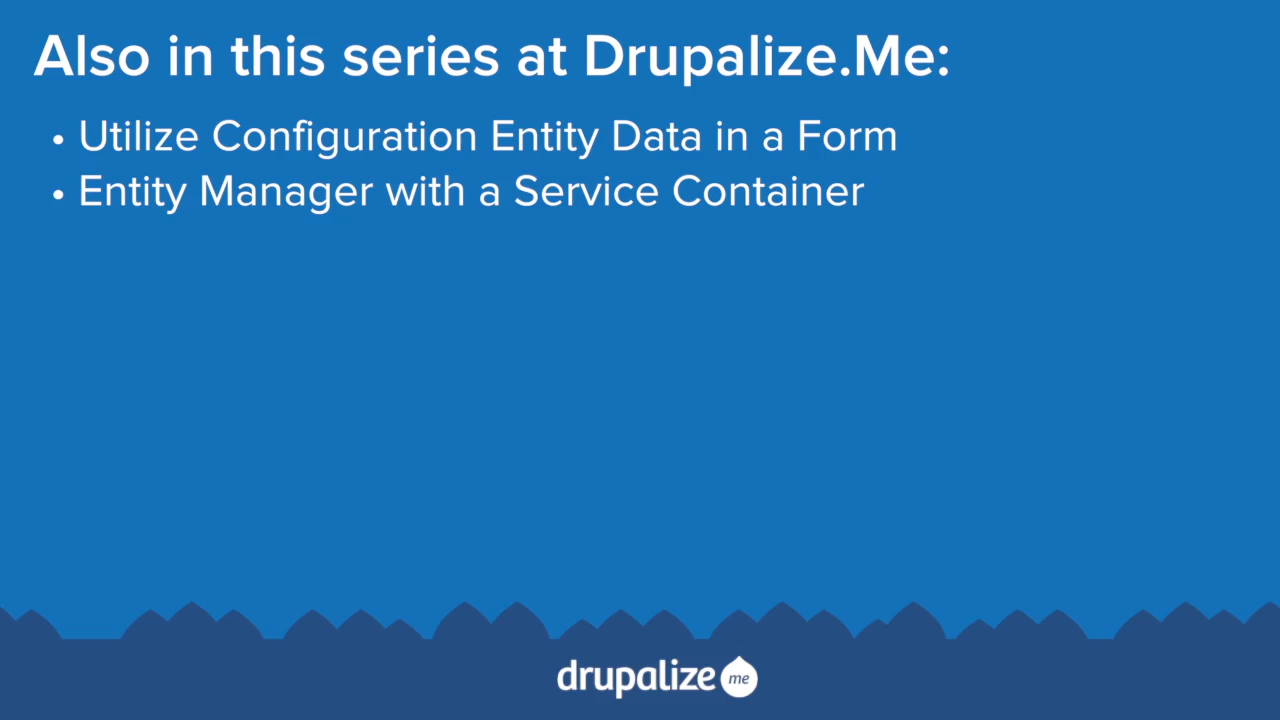 Also in this series at Drupalize.Me:
• Utilize Configuration Entity Data in a Form
• Entity Manager with a Service Container
drupalize me